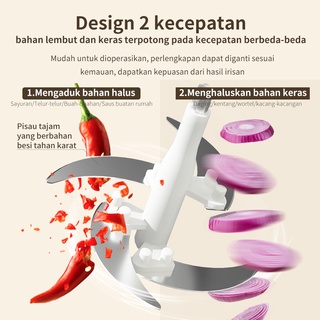 Design 2 kecepatan
bahan lembut dan keras terpotong pada kecepatan berbeda-beda
Mudah untuk dioperasikan, perlengkapan dapat diganti sesuai
kemauan, dapatkan kepuasan dari hasil irisan
1.Mengaduk bahan halus
Sayuran/Telur-telur/Buah-Buahan/Saus buatan rumah
2.Menghaluskan bahan keras
Daging/kentang/wortel/kacang-kacangan
Pisau tajam
yang berbahan
besi tahan karat